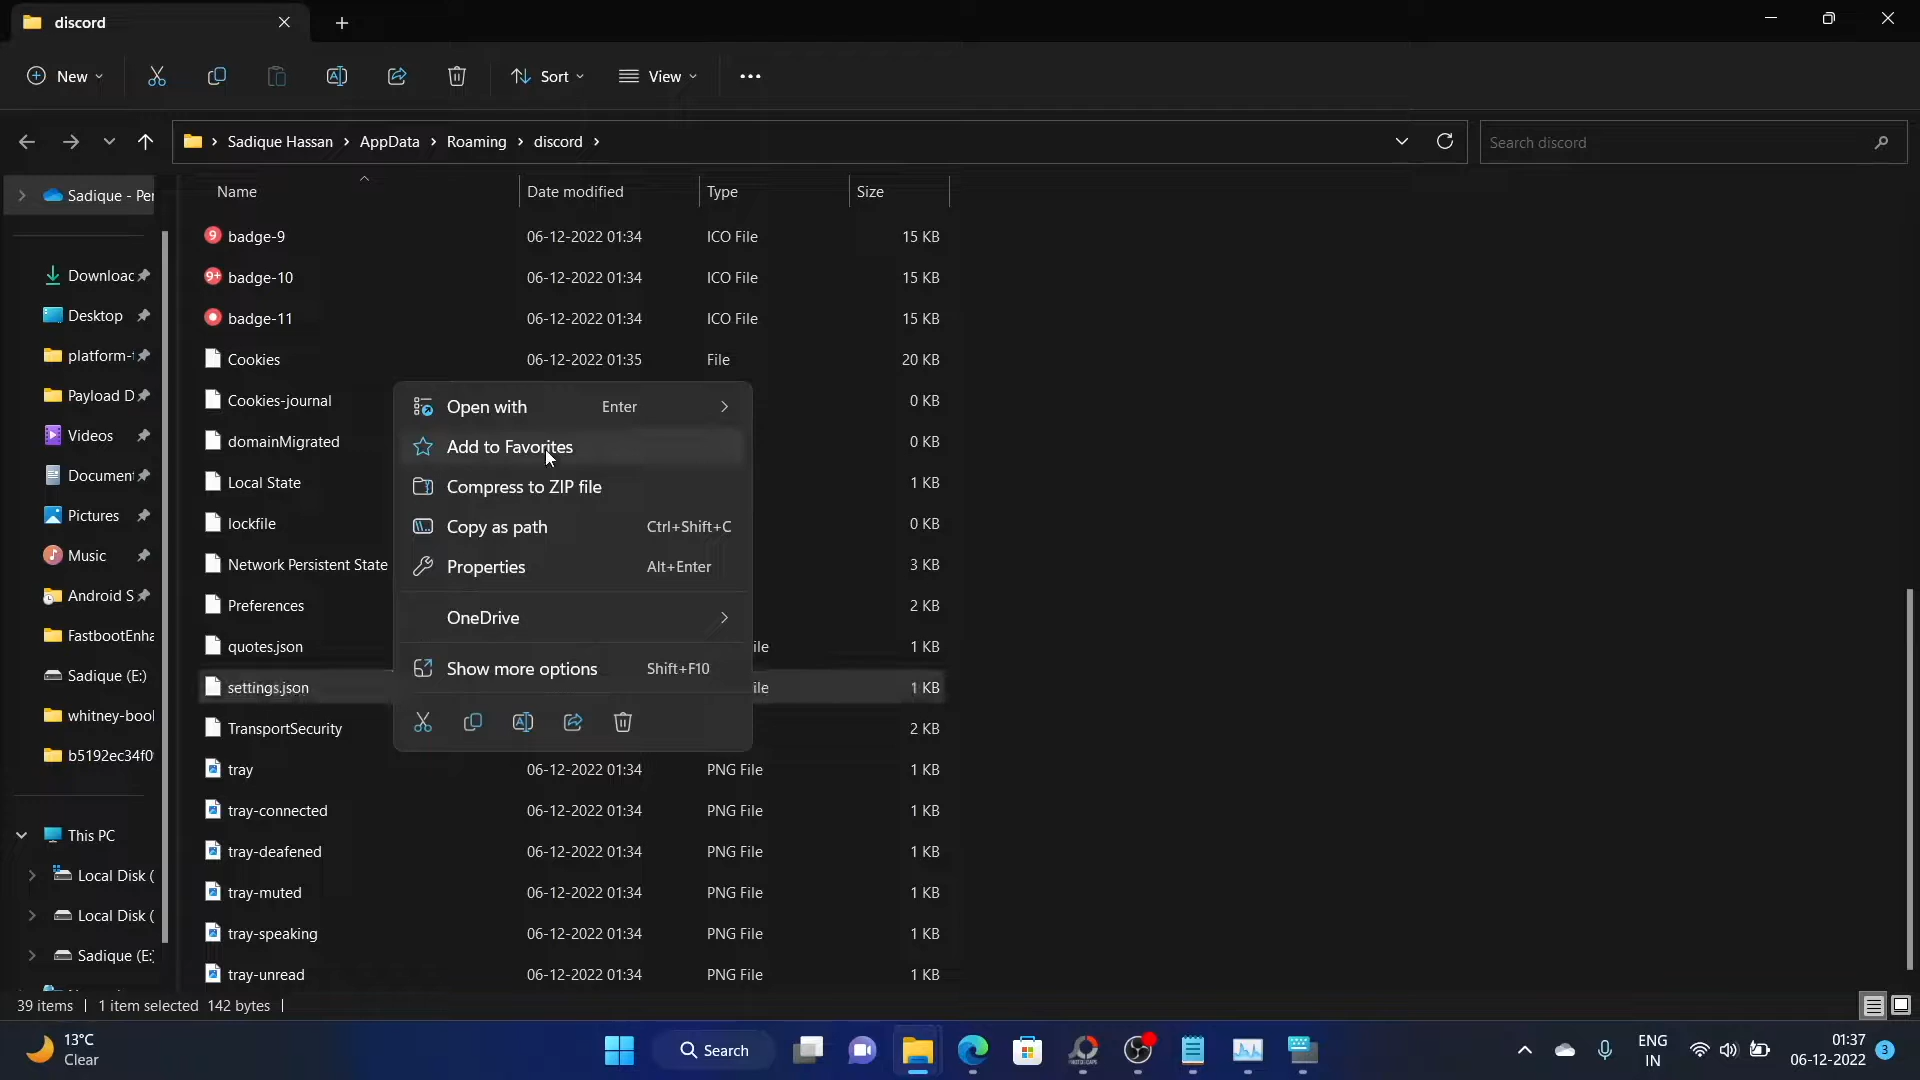 discord
New
Sort
View
Sadique Hassan
AppData
Roaming
discord
Search discord
Name
Date modified
Type
Size
Sadique - Per
Downloac
Desktop
platform-t
Payload D
Videos
Document
Pictures
Music
Android S
FastbootEnha
Sadique (E:)
whitney-bool
b5192ec34f0
This PC
Local Disk (
Local Disk (
Sadique (E:
badge-9 06-12-2022 01:34 ICO File 15 KB
badge-10 06-12-2022 01:34 ICO File 15 KB
badge-11 06-12-2022 01:34 ICO File 15 KB
Cookies 06-12-2022 01:35 File 20 KB
Cookies-journal 0 KB
domainMigrated 0 KB
Local State 1 KB
lockfile 0 KB
Network Persistent State 3 KB
Preferences 2 KB
quotes.json ile 1 KB
settings.json ile 1 KB
TransportSecurity 2 KB
tray 06-12-2022 01:34 PNG File 1 KB
tray-connected 06-12-2022 01:34 PNG File 1 KB
tray-deafened 06-12-2022 01:34 PNG File 1 KB
tray-muted 06-12-2022 01:34 PNG File 1 KB
tray-speaking 06-12-2022 01:34 PNG File 1 KB
tray-unread 06-12-2022 01:34 PNG File 1 KB
Open with Enter
Add to Favorites
Compress to ZIP file
Copy as path Ctrl+Shift+C
Properties Alt+Enter
OneDrive
Show more options Shift+F10
39 items 1 item selected 142 bytes
13°C
Clear
Search
ENG
IN
01:37
06-12-2022
3